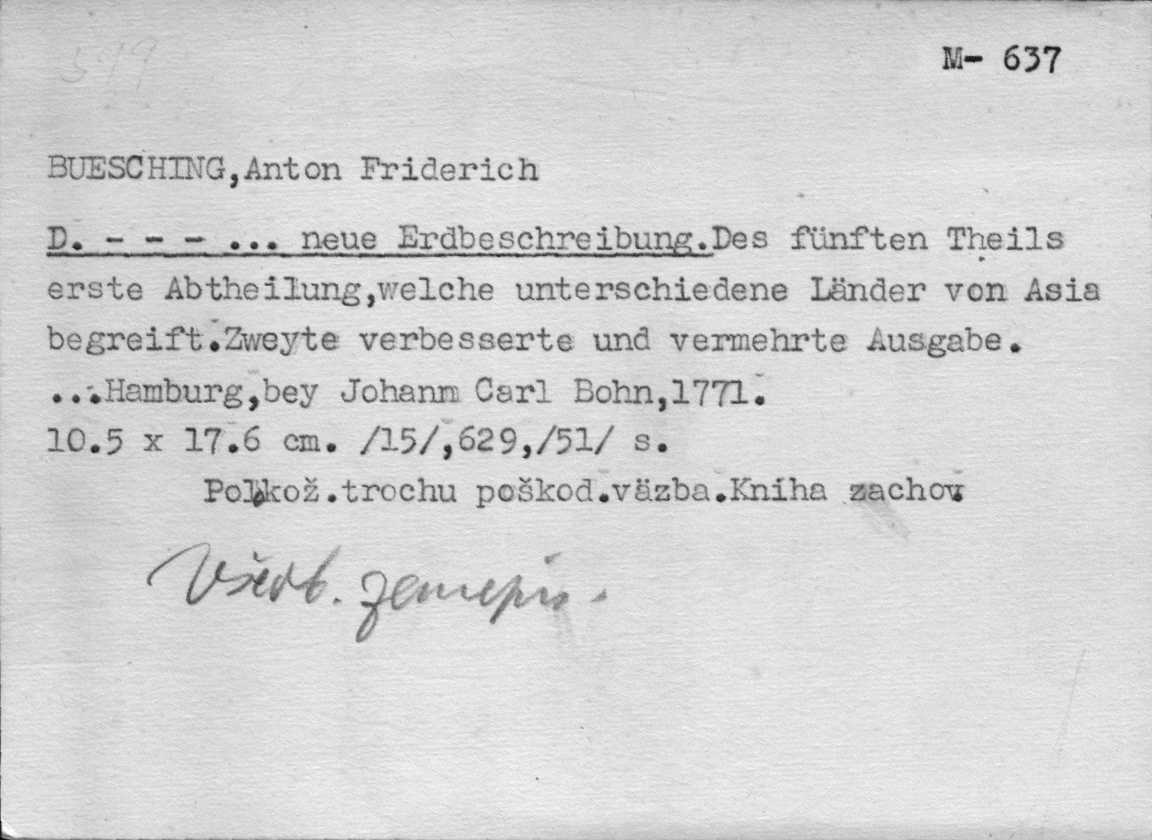 519
M- 637
BUESCHING,Anton Friderich
D. - - - ... neue Erdbeschreibung.Des fünften Theils
erste Abtheilung,welche unterschiedene Länder von Asia
begreift.Zweyte verbesserte und vermehrte Ausgabe.
...Hamburg,bey Johann Carl Bohn,1771.
10.5 x 17.6 cm. /15/,629,/51/ s.
Polokož.trochu poškod.väzba.Kniha zachov.
Všeob. zemepis.